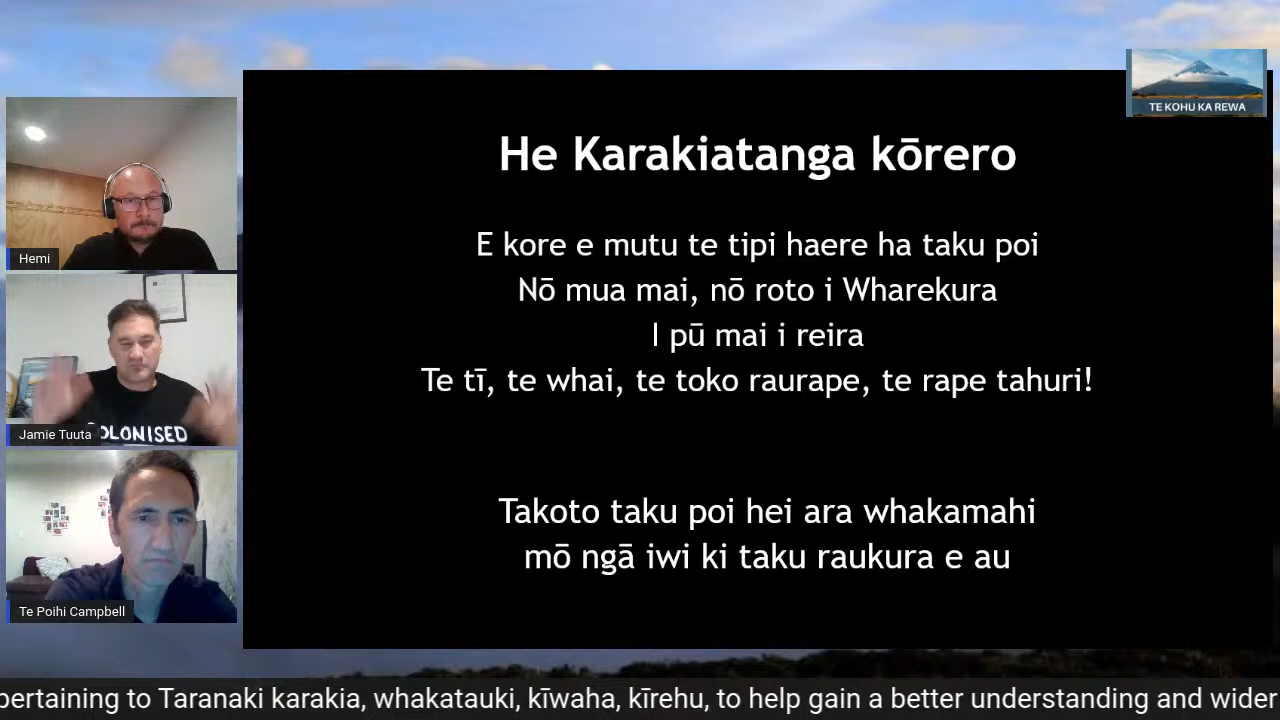 TE KOHU KA REWA
He Karakiatanga kōrero
E kore e mutu te tipi haere ha taku poi
Nō mua mai, nō roto i Wharekura
I pū mai i reira
Te tī, te whai, te toko raurape, te rape tahuri!
Takoto taku poi hei ara whakamahi
mō ngā iwi ki taku raukura e au
Hemi
OLONISED
Jamie Tuuta
Te Poihi Campbell
pertaining to Taranaki karakia, whakatauki, kīwaha, kīrehu, to help gain a better understanding and wider